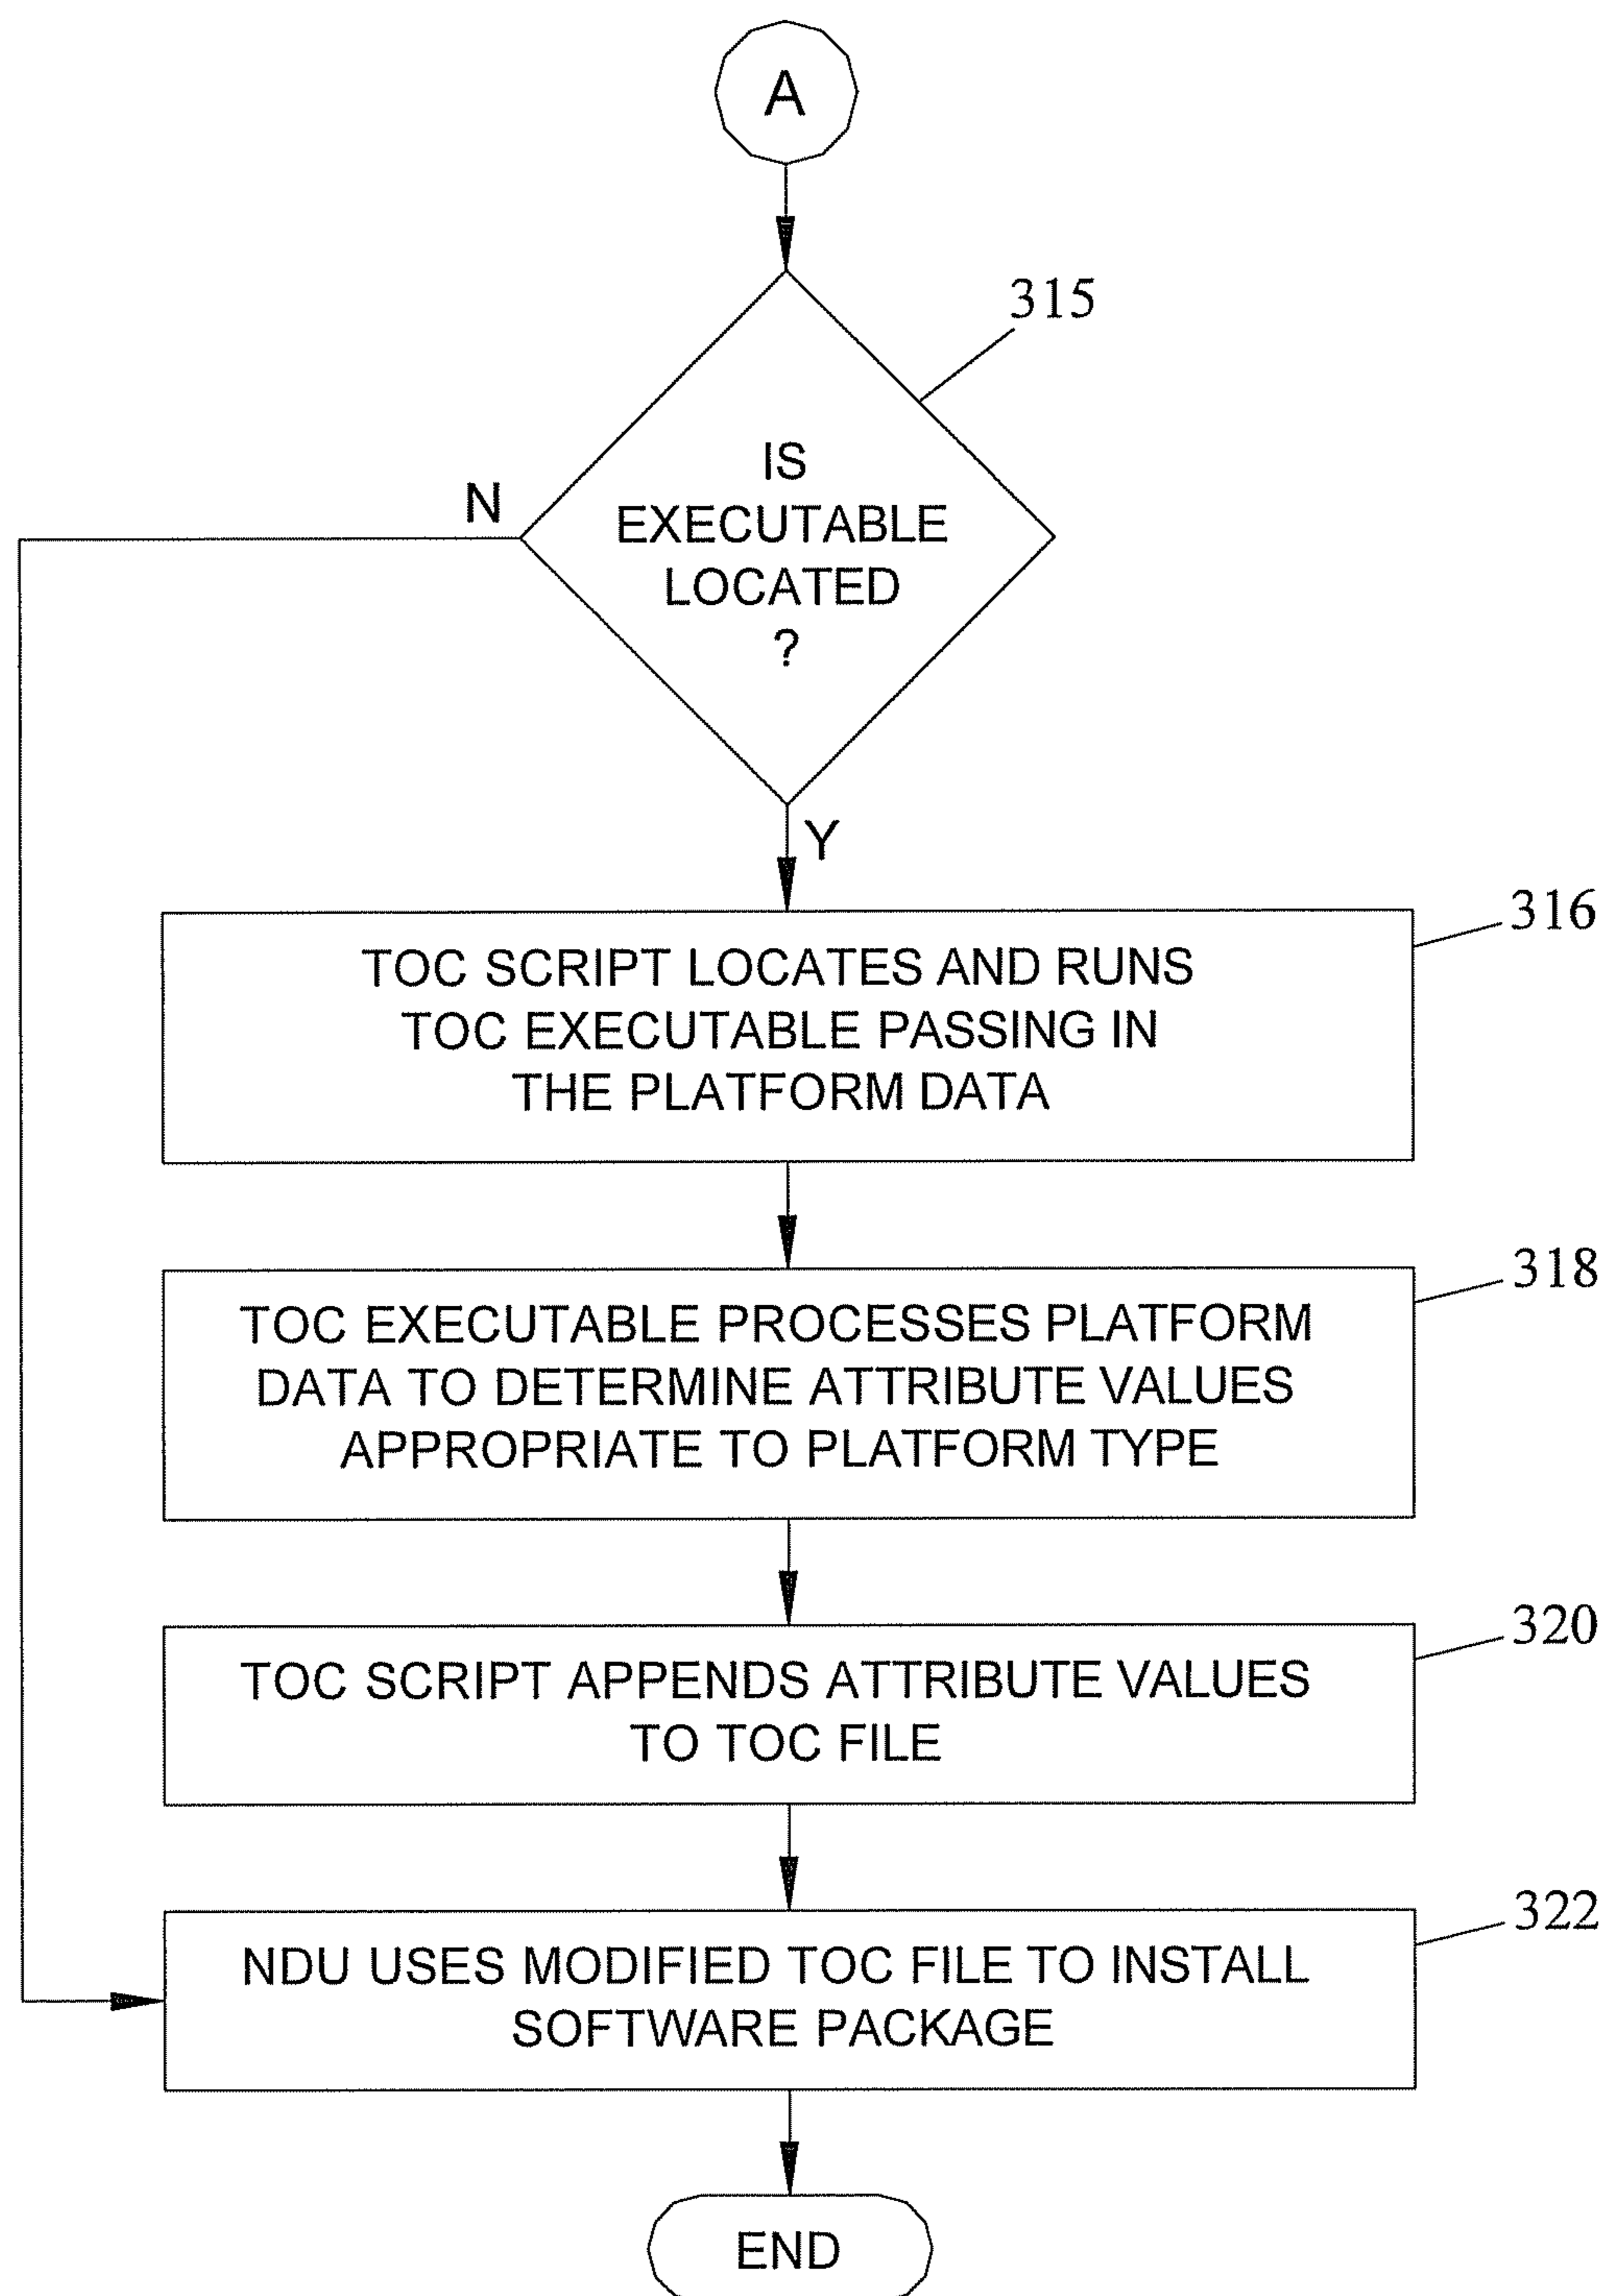 A
315
IS
EXECUTABLE
LOCATED
?
N
Y
316
TOC SCRIPT LOCATES AND RUNS
TOC EXECUTABLE PASSING IN
THE PLATFORM DATA
318
TOC EXECUTABLE PROCESSES PLATFORM
DATA TO DETERMINE ATTRIBUTE VALUES
APPROPRIATE TO PLATFORM TYPE
320
TOC SCRIPT APPENDS ATTRIBUTE VALUES
TO TOC FILE
322
NDU USES MODIFIED TOC FILE TO INSTALL
SOFTWARE PACKAGE
END